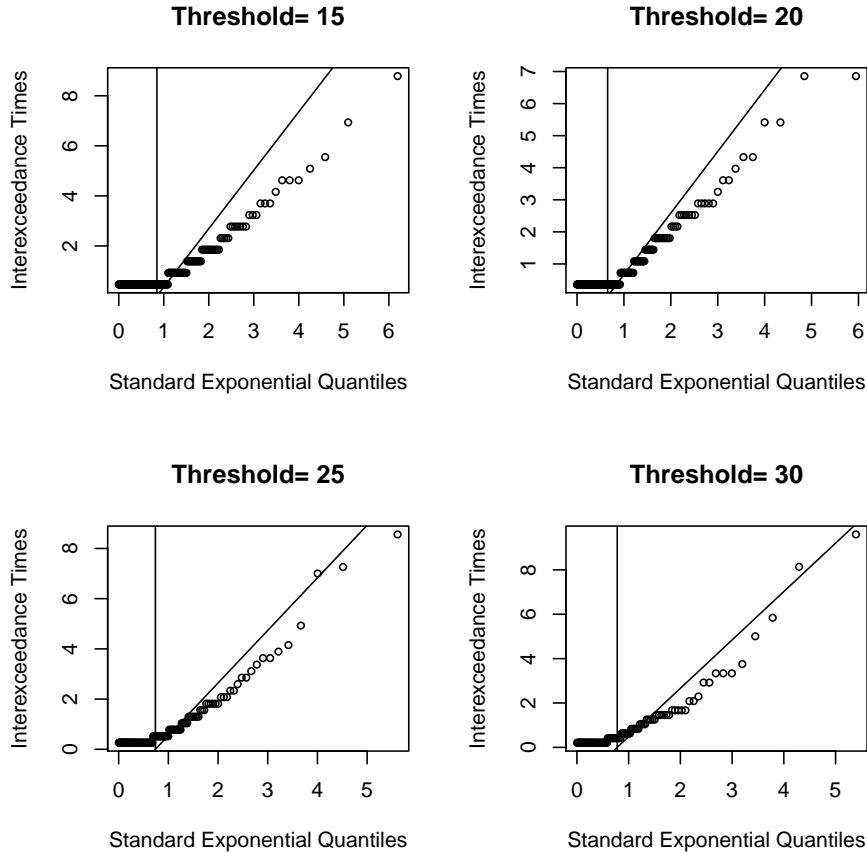 Threshold= 15
Interexceedance Times
8
6
4
2
0 1 2 3 4 5 6
Standard Exponential Quantiles
Threshold= 20
Interexceedance Times
7
6
5
4
3
2
1
0 1 2 3 4 5 6
Standard Exponential Quantiles
Threshold= 25
Interexceedance Times
8
6
4
2
0
0 1 2 3 4 5
Standard Exponential Quantiles
Threshold= 30
Interexceedance Times
8
6
4
2
0
0 1 2 3 4 5
Standard Exponential Quantiles